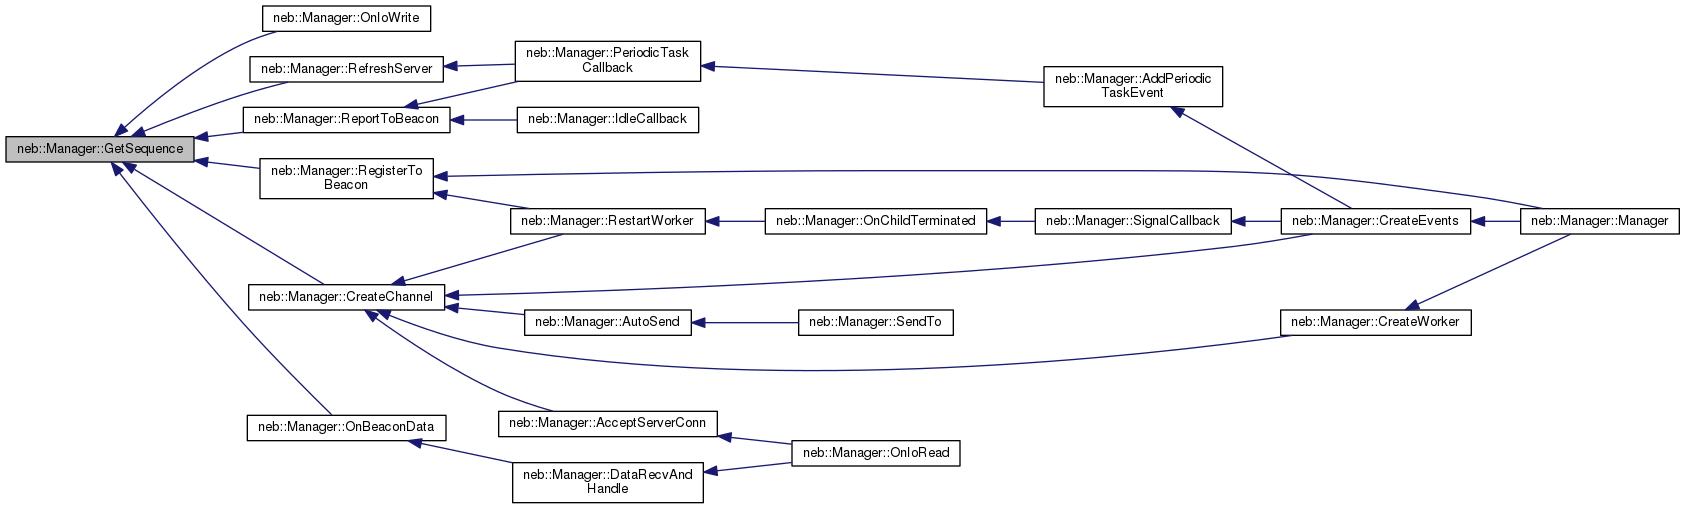 neb::Manager::OnIoWrite
neb::Manager::PeriodicTask
Callback
neb::Manager::RefreshServer
neb::Manager::AddPeriodic
TaskEvent
neb::Manager::ReportToBeacon
neb::Manager::IdleCallback
neb::Manager::GetSequence
neb::Manager::RegisterTo
Beacon
neb::Manager::RestartWorker
neb::Manager::OnChildTerminated
neb::Manager::SignalCallback
neb::Manager::CreateEvents
neb::Manager::Manager
neb::Manager::CreateChannel
neb::Manager::AutoSend
neb::Manager::SendTo
neb::Manager::CreateWorker
neb::Manager::OnBeaconData
neb::Manager::AcceptServerConn
neb::Manager::OnIoRead
neb::Manager::DataRecvAnd
Handle